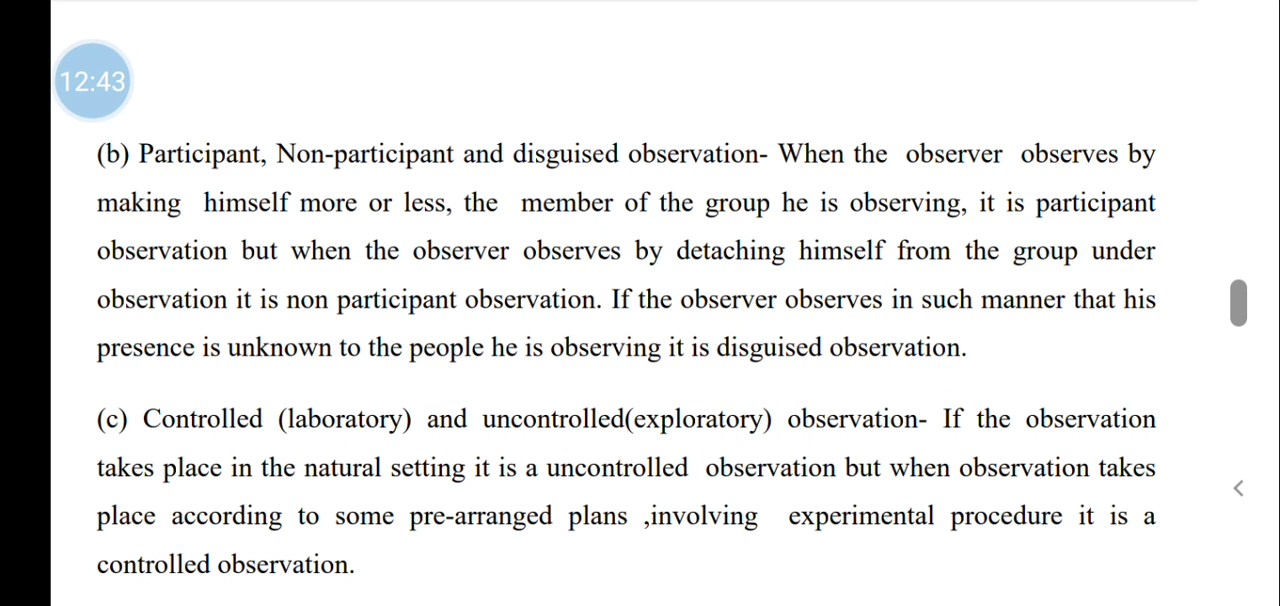 12:43
(b) Participant, Non-participant and disguised observation- When the observer observes by
making himself more or less, the member of the group he is observing, it is participant
observation but when the observer observes by detaching himself from the group under
observation it is non participant observation. If the observer observes in such manner that his
presence is unknown to the people he is observing it is disguised observation.
(c) Controlled (laboratory) and uncontrolled(exploratory) observation- If the observation
takes place in the natural setting it is a uncontrolled observation but when observation takes
place according to some pre-arranged plans ,involving experimental procedure it is a
controlled observation.